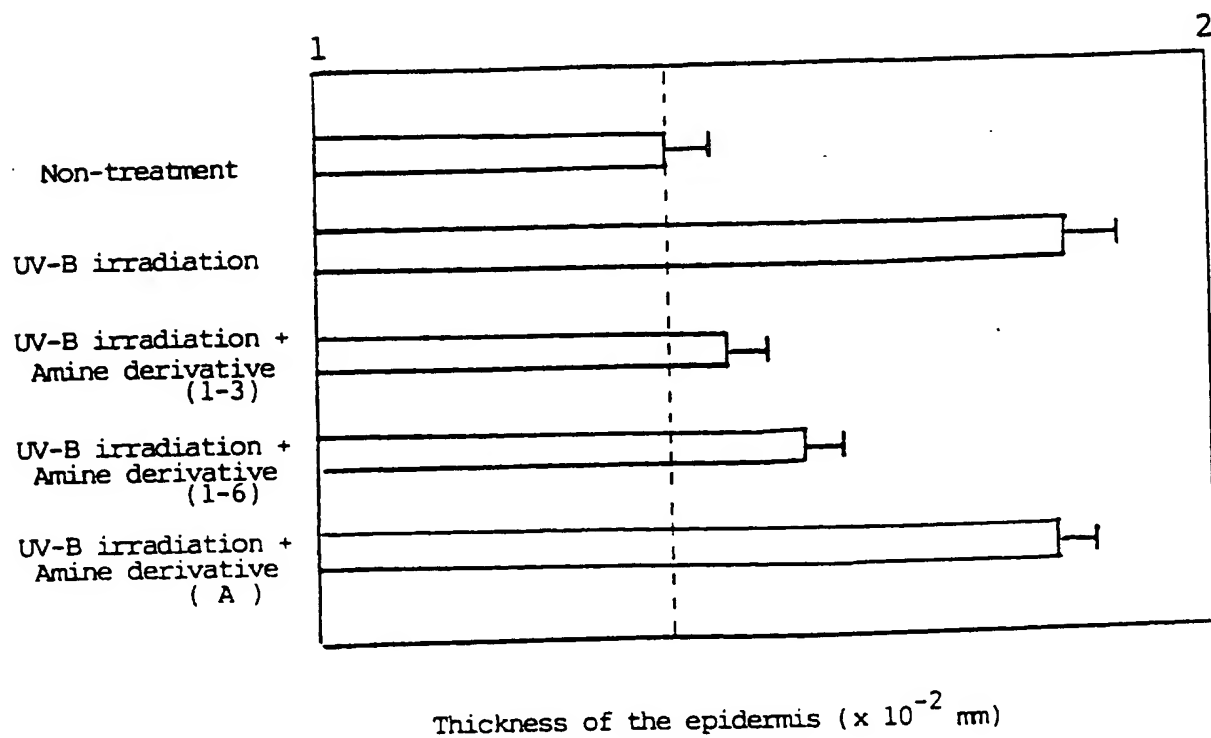 1
2
Non-treatment
UV-B irradiation
UV-B irradiation +
Amine derivative
(1-3)
UV-B irradiation +
Amine derivative
(1-6)
UV-B irradiation +
Amine derivative
( A )
Thickness of the epidermis (x 10⁻² mm)